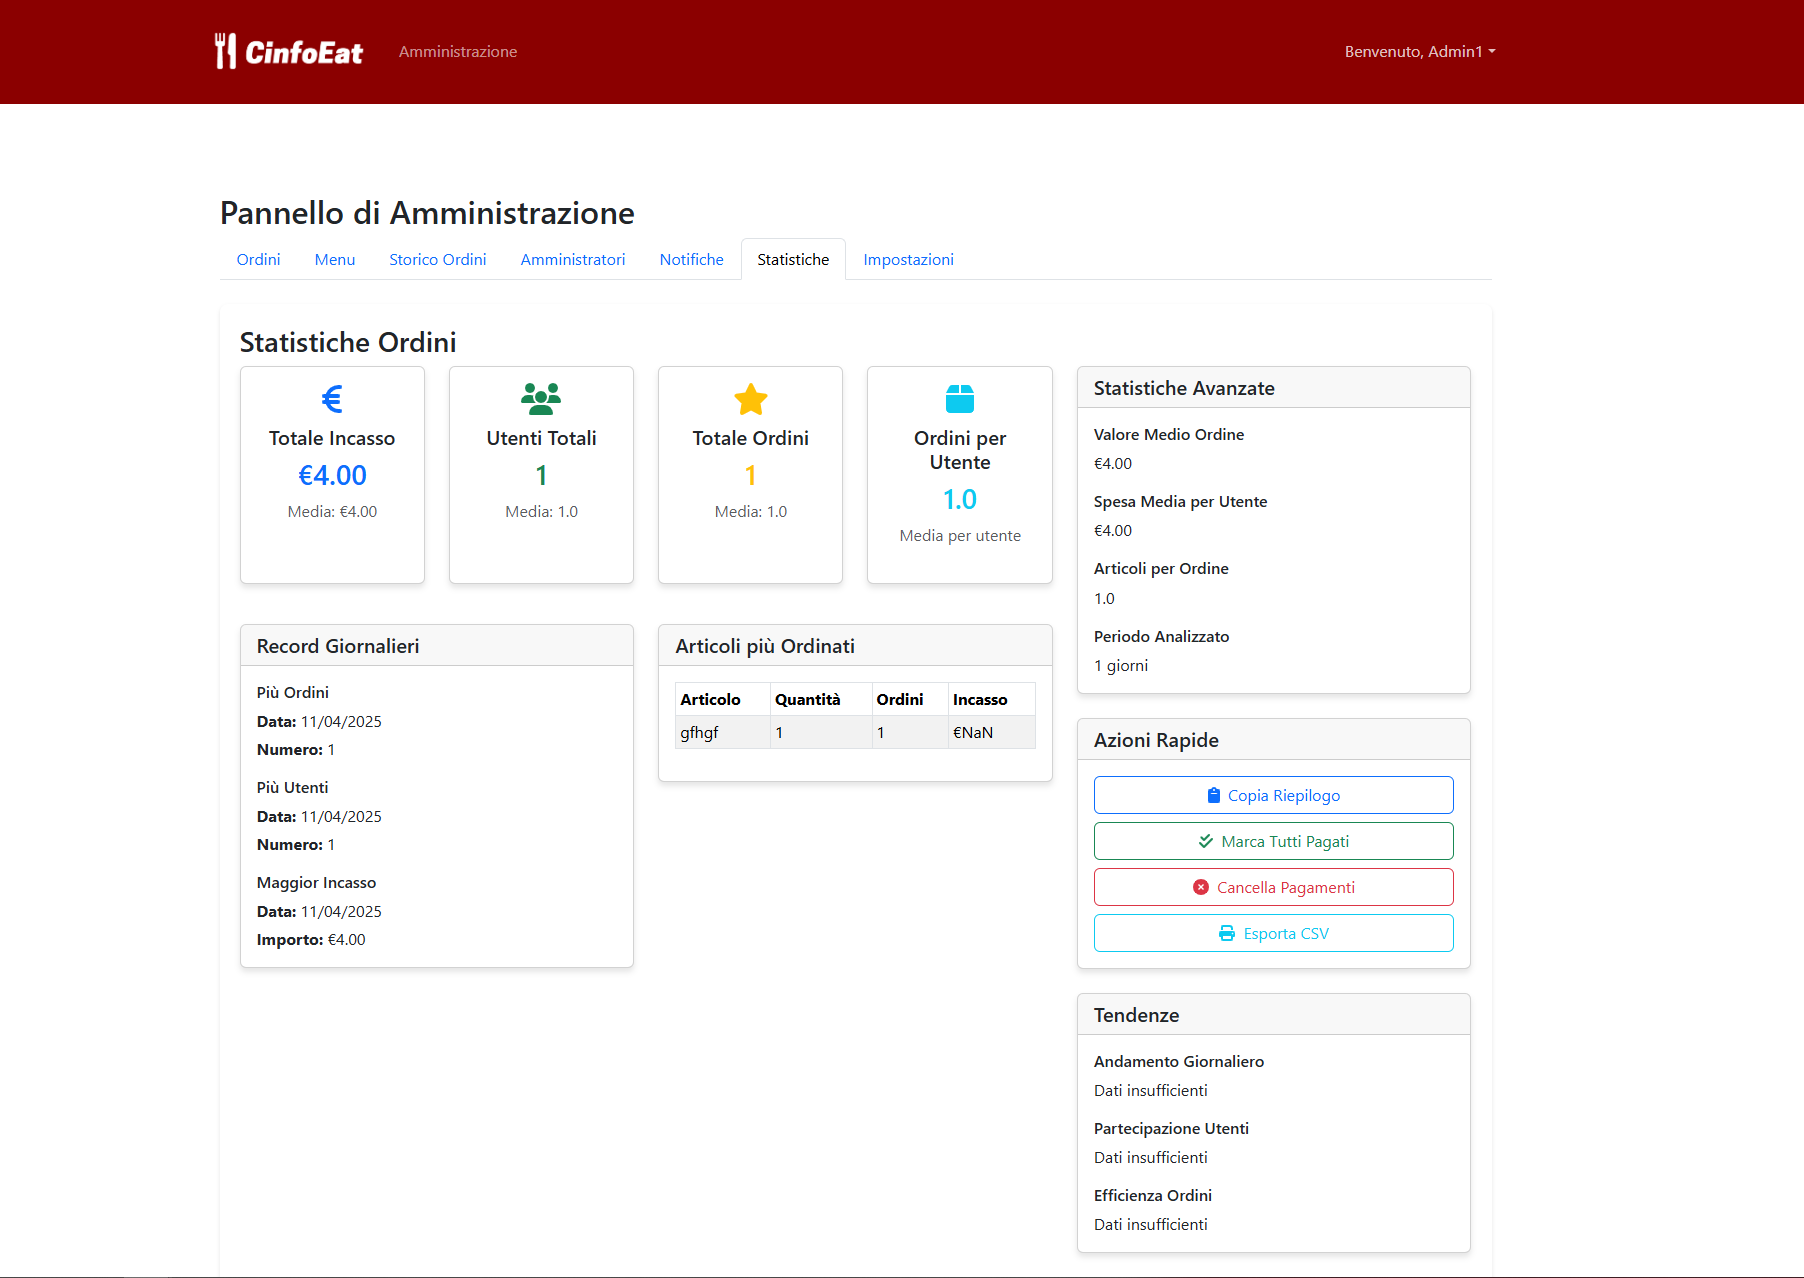 CinfoEat
Amministrazione
Benvenuto, Admin1
Pannello di Amministrazione
Ordini
Menu
Storico Ordini
Amministratori
Notifiche
Statistiche
Impostazioni
Statistiche Ordini
Totale Incasso
€4.00
Media: €4.00
Utenti Totali
1
Media: 1.0
Totale Ordini
1
Media: 1.0
Ordini per
Utente
1.0
Media per utente
Record Giornalieri
Più Ordini
Data: 11/04/2025
Numero: 1
Più Utenti
Data: 11/04/2025
Numero: 1
Maggior Incasso
Data: 11/04/2025
Importo: €4.00
Articoli più Ordinati
Articolo Quantità Ordini Incasso
gfhgf 1 1 €NaN
Statistiche Avanzate
Valore Medio Ordine
€4.00
Spesa Media per Utente
€4.00
Articoli per Ordine
1.0
Periodo Analizzato
1 giorni
Azioni Rapide
Copia Riepilogo
Marca Tutti Pagati
Cancella Pagamenti
Esporta CSV
Tendenze
Andamento Giornaliero
Dati insufficienti
Partecipazione Utenti
Dati insufficienti
Efficienza Ordini
Dati insufficienti